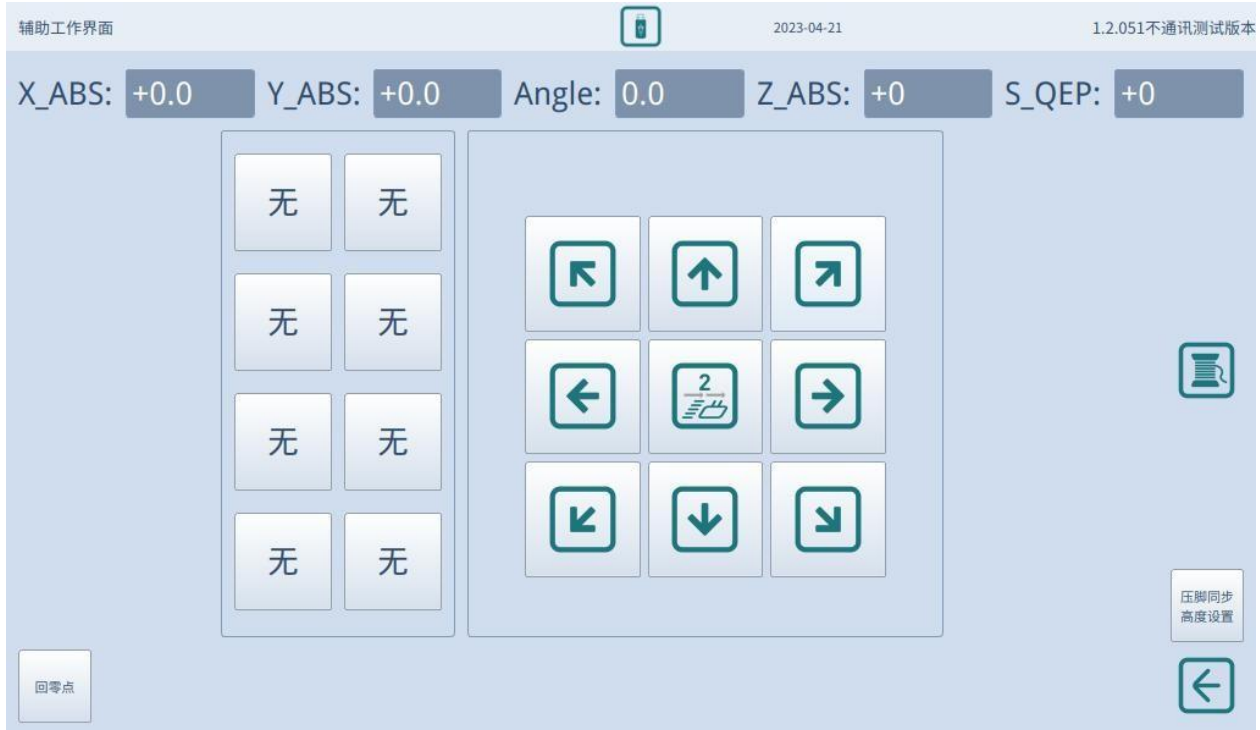 辅助工作界面 2023-04-21 1.2.051不通讯测试版本
X_ABS: +0.0 Y_ABS: +0.0 Angle: 0.0 Z_ABS: +0 S_QEP: +0
无 无
无 无
2
无 无
无 无
压脚同步
高度设置
回零点